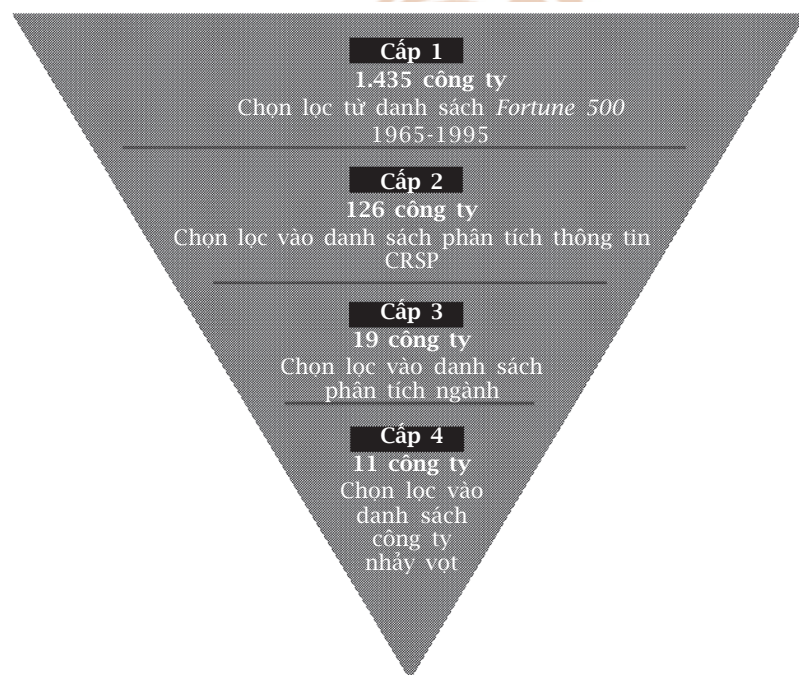 Cấp 1
1.435 công ty
Chọn lọc từ danh sách Fortune 500
1965-1995
Cấp 2
126 công ty
Chọn lọc vào danh sách phân tích thông tin
CRSP
Cấp 3
19 công ty
Chọn lọc vào danh sách
phân tích ngành
Cấp 4
11 công ty
Chọn lọc vào
danh sách
công ty
nhảy vọt